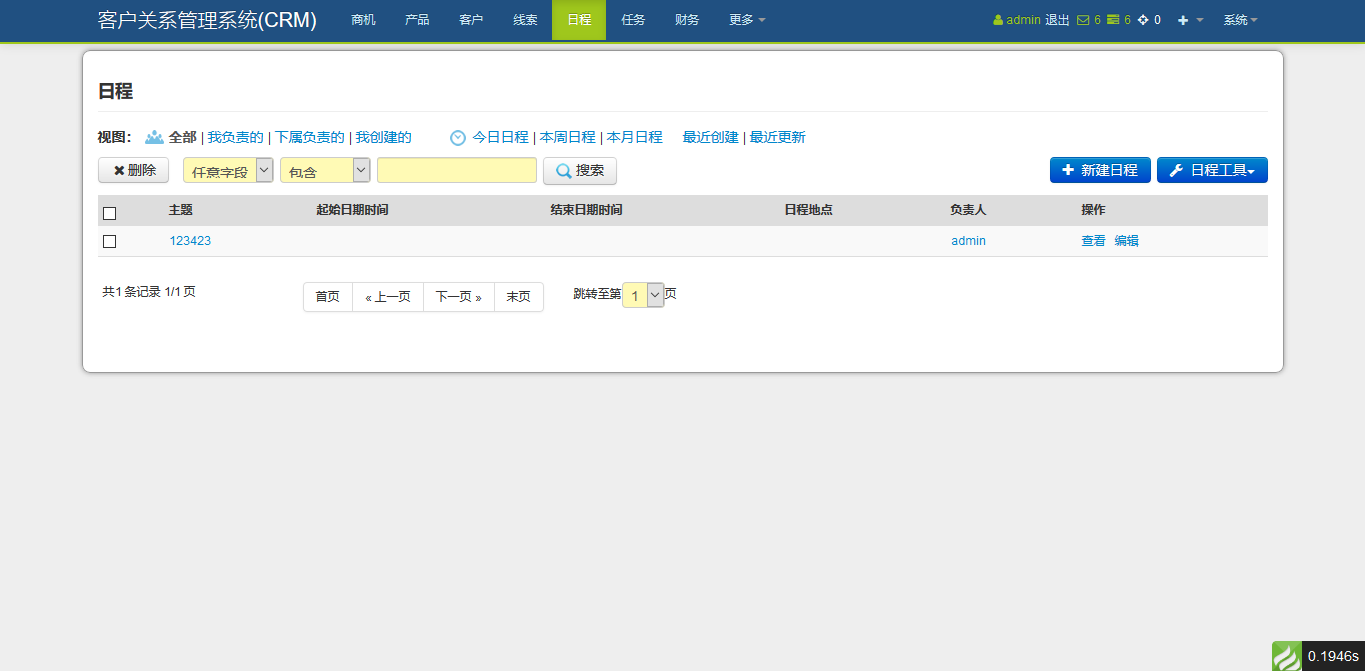 客户关系管理系统(CRM) 商机 产品 客户 线索 日程 任务 财务 更多 admin 退出 6 6 0 系统
日程
视图： 全部 | 我负责的 | 下属负责的 | 我创建的 今日日程 | 本周日程 | 本月日程 最近创建 | 最近更新
删除 任意字段 包含 搜索 新建日程 日程工具
主题 起始日期时间 结束日期时间 日程地点 负责人 操作
123423 admin 查看 编辑
共1 条记录 1/1 页 首页 « 上一页 下一页 » 末页 跳转至第 1 页
0.1946s